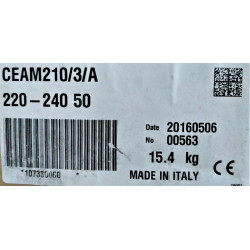 CEAM210/3/A
220-240 50
Date 20160506
No 00563
15.4 kg
MADE IN ITALY CE